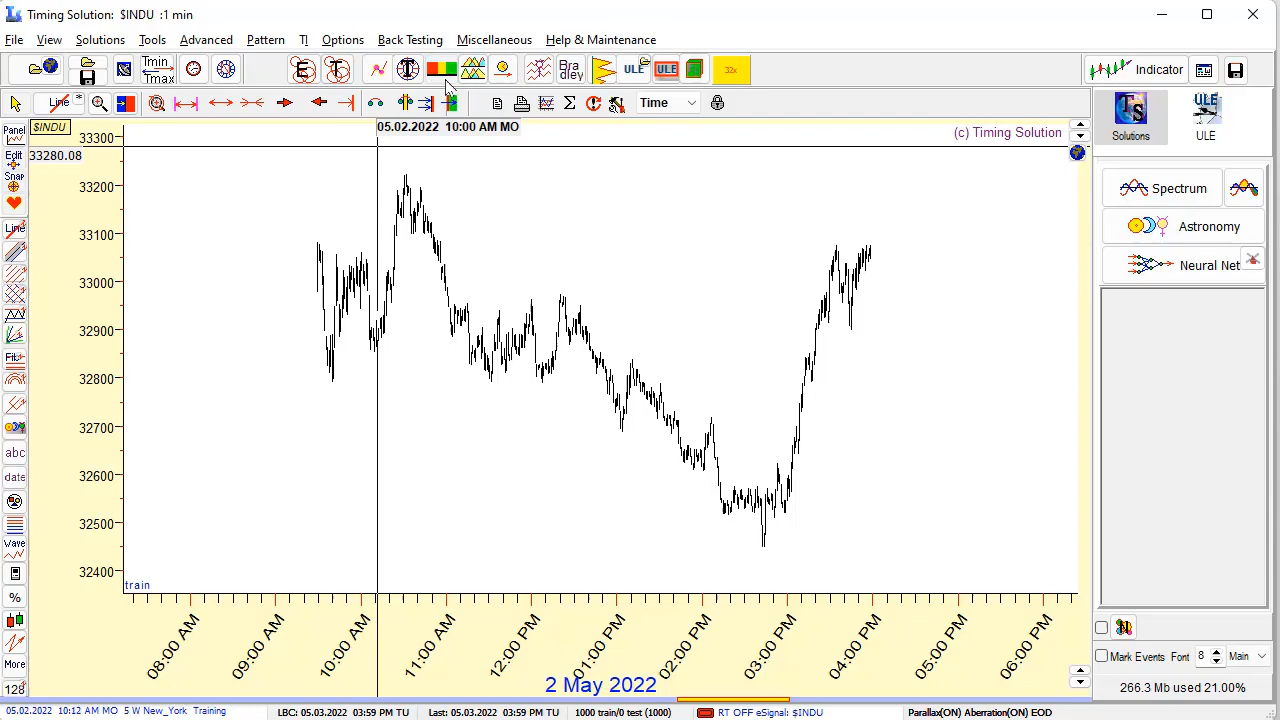 Timing Solution: $INDU :1 min
File View Solutions Tools Advanced Pattern TI Options Back Testing Miscellaneous Help & Maintenance
Tmin Tmax E T T Bra dley ULE ULE 32x Indicator
Line Time
Solutions ULE
Panel $INDU 33300 05.02.2022 10:00 AM MO (c) Timing Solution
Edit 33280.08
Snap
33200
33100
33000
32900
32800
32700
32600
32500
32400
Line
Fib
abc
date
Wave
%
More
128
train
Spectrum
Astronomy
Neural Net
08:00 AM 09:00 AM 10:00 AM 11:00 AM 12:00 PM 01:00 PM 02:00 PM 03:00 PM 04:00 PM 05:00 PM 06:00 PM
2 May 2022
Mark Events Font 8 Main
266.3 Mb used 21.00%
05.02.2022 10:12 AM MO 5 W New_York Training LBC: 05.03.2022 03:59 PM TU Last: 05.03.2022 03:59 PM TU 1000 train/0 test (1000) RT OFF eSignal: $INDU Parallax(ON) Aberration(ON) EOD